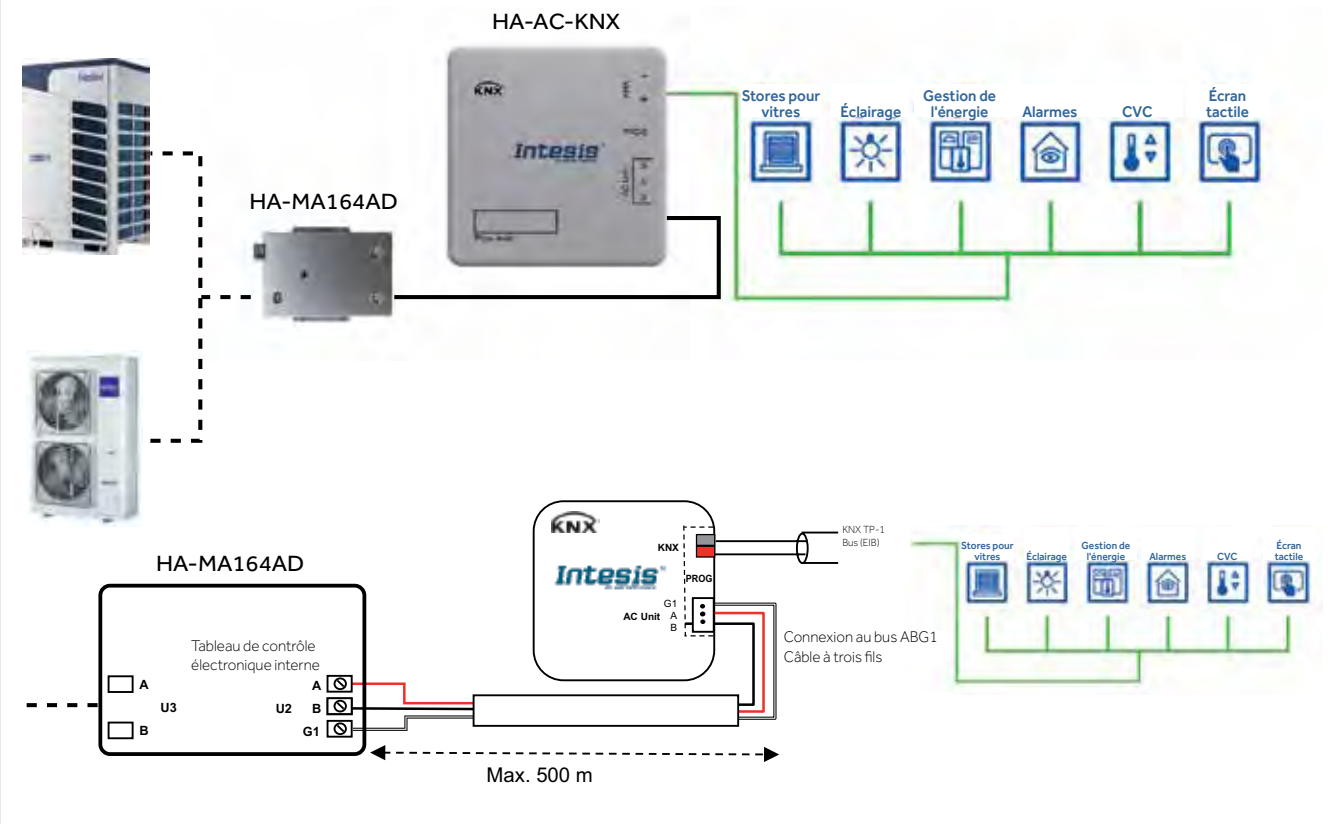 HA-AC-KNX
Haier
KNX
Intesis
HA-MA164AD
Stores pour
vitres
Éclairage
Gestion de
l'énergie
Alarmes
CVC
Écran
tactile
HA-MA164AD
Tableau de contrôle
électronique interne
A
U3
B
A
U2
B
G1
Max. 500 m
KNX
Intesis
KNX
PROG
AC Unit
G1
A
B
KNX TP-1
Bus (EIB)
Connexion au bus ABG1
Câble à trois fils
Stores pour
vitres
Éclairage
Gestion de
l'énergie
Alarmes
CVC
Écran
tactile